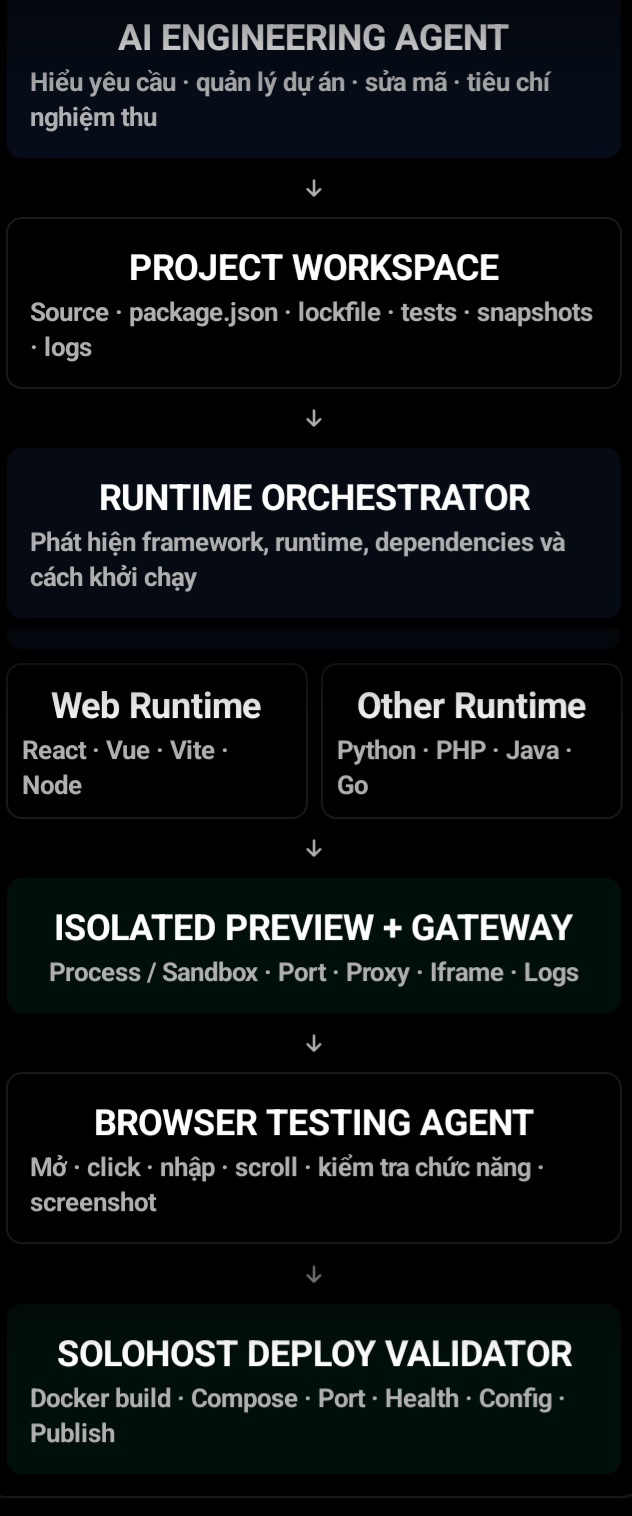 AI ENGINEERING AGENT
Hiểu yêu cầu · quản lý dự án · sửa mã · tiêu chí
nghiệm thu
↓
PROJECT WORKSPACE
Source · package.json · lockfile · tests · snapshots
· logs
↓
RUNTIME ORCHESTRATOR
Phát hiện framework, runtime, dependencies và
cách khởi chạy
Web Runtime
React · Vue · Vite ·
Node
Other Runtime
Python · PHP · Java ·
Go
↓
ISOLATED PREVIEW + GATEWAY
Process / Sandbox · Port · Proxy · Iframe · Logs
↓
BROWSER TESTING AGENT
Mở · click · nhập · scroll · kiểm tra chức năng ·
screenshot
↓
SOLOHOST DEPLOY VALIDATOR
Docker build · Compose · Port · Health · Config ·
Publish